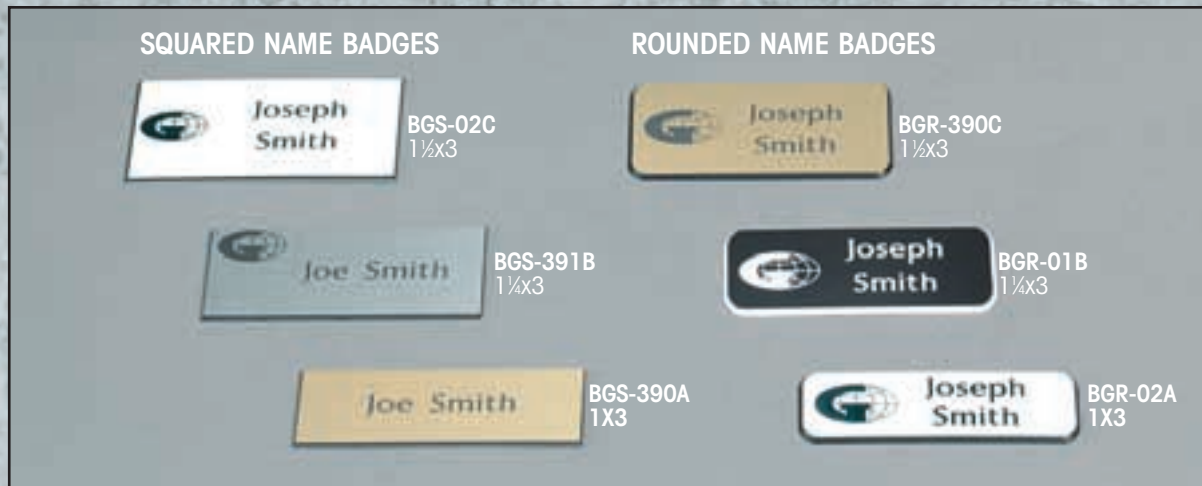 SQUARED NAME BADGES
Joseph
Smith
BGS-02C
1½x3
Joe Smith
BGS-391B
1¼x3
Joe Smith
BGS-390A
1X3
ROUNDED NAME BADGES
Joseph
Smith
BGR-390C
1½x3
Joseph
Smith
BGR-01B
1¼x3
G
Joseph
Smith
BGR-02A
1X3